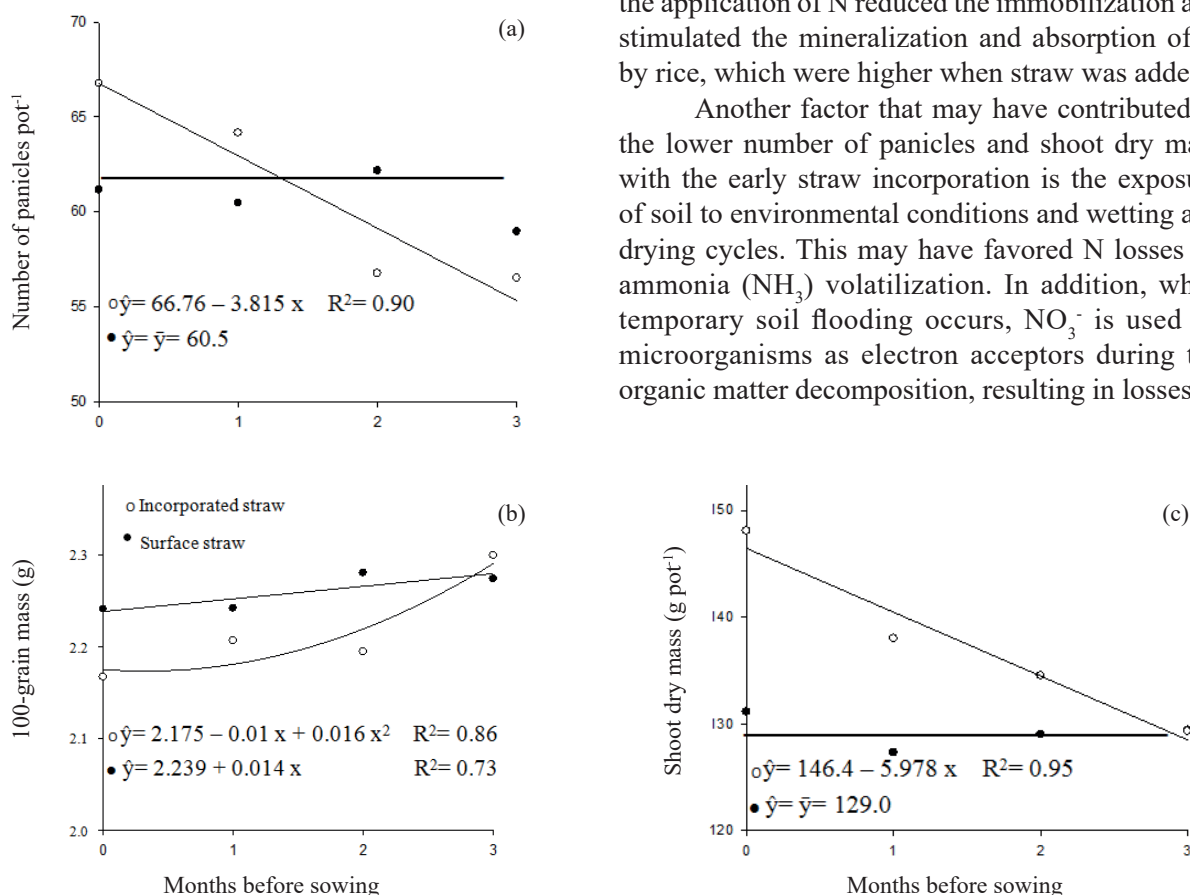 70
(a)
65
60
55
50
Number of panicles pot-1
ŷ= 66.76 – 3.815 x R2= 0.90
ŷ= ȳ= 60.5
0 1 2 3
the application of N reduced the immobilization a
stimulated the mineralization and absorption of
by rice, which were higher when straw was adde
Another factor that may have contributed
the lower number of panicles and shoot dry ma
with the early straw incorporation is the exposu
of soil to environmental conditions and wetting a
drying cycles. This may have favored N losses
ammonia (NH3) volatilization. In addition, wh
temporary soil flooding occurs, NO3- is used
microorganisms as electron acceptors during t
organic matter decomposition, resulting in losses
(b)
Incorporated straw
Surface straw
2.3
2.2
2.1
2.0
100-grain mass (g)
ŷ= 2.175 – 0.01 x + 0.016 x2 R2= 0.86
ŷ= 2.239 + 0.014 x R2= 0.73
0 1 2 3
Months before sowing
(c)
150
140
130
120
Shoot dry mass (g pot-1)
ŷ= 146.4 – 5.978 x R2= 0.95
ŷ= ȳ= 129.0
0 1 2 3
Months before sowing